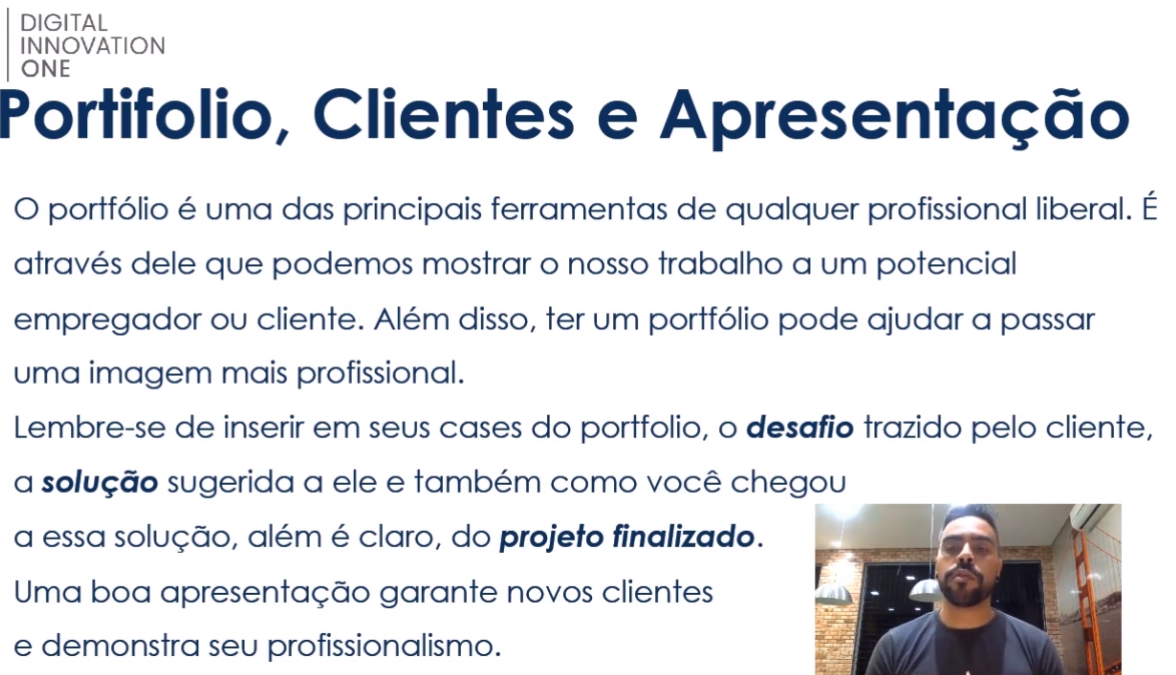 DIGITAL
INNOVATION
ONE
Portifolio, Clientes e Apresentação
O portfólio é uma das principais ferramentas de qualquer profissional liberal. É
através dele que podemos mostrar o nosso trabalho a um potencial
empregador ou cliente. Além disso, ter um portfólio pode ajudar a passar
uma imagem mais profissional.
Lembre-se de inserir em seus cases do portfolio, o desafio trazido pelo cliente,
a solução sugerida a ele e também como você chegou
a essa solução, além é claro, do projeto finalizado.
Uma boa apresentação garante novos clientes
e demonstra seu profissionalismo.